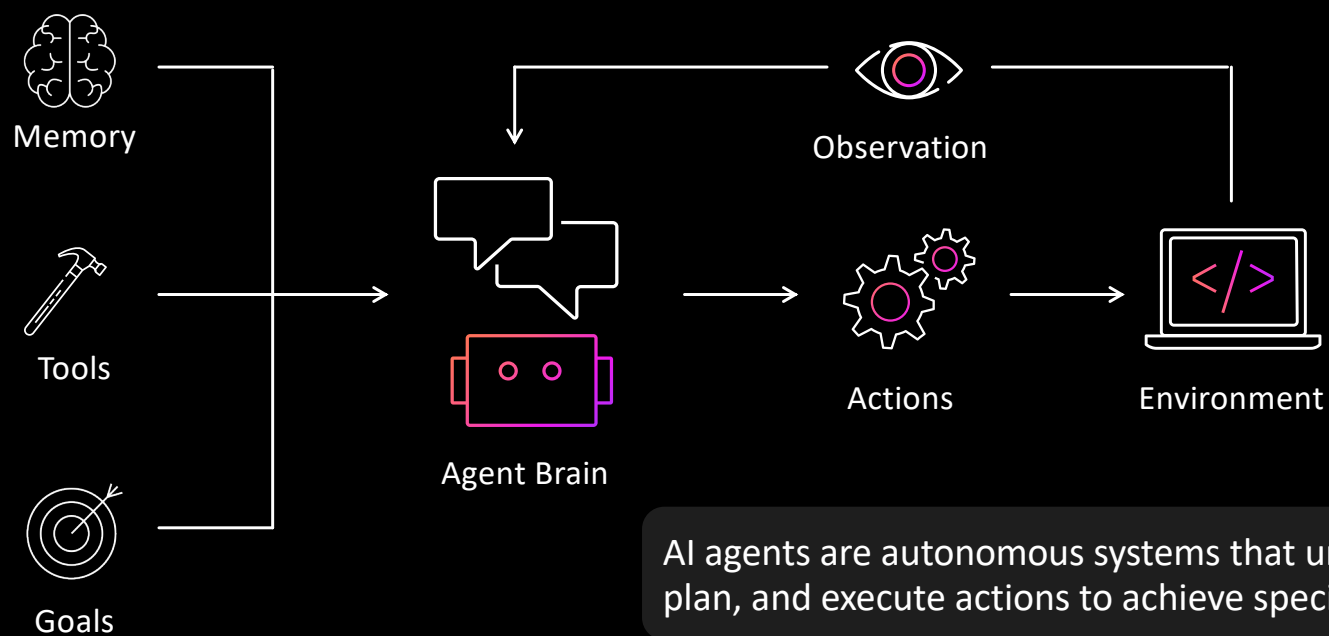 Memory
Observation
Tools
Actions
Environment
Agent Brain
Goals
AI agents are autonomous systems that
plan, and execute actions to achieve